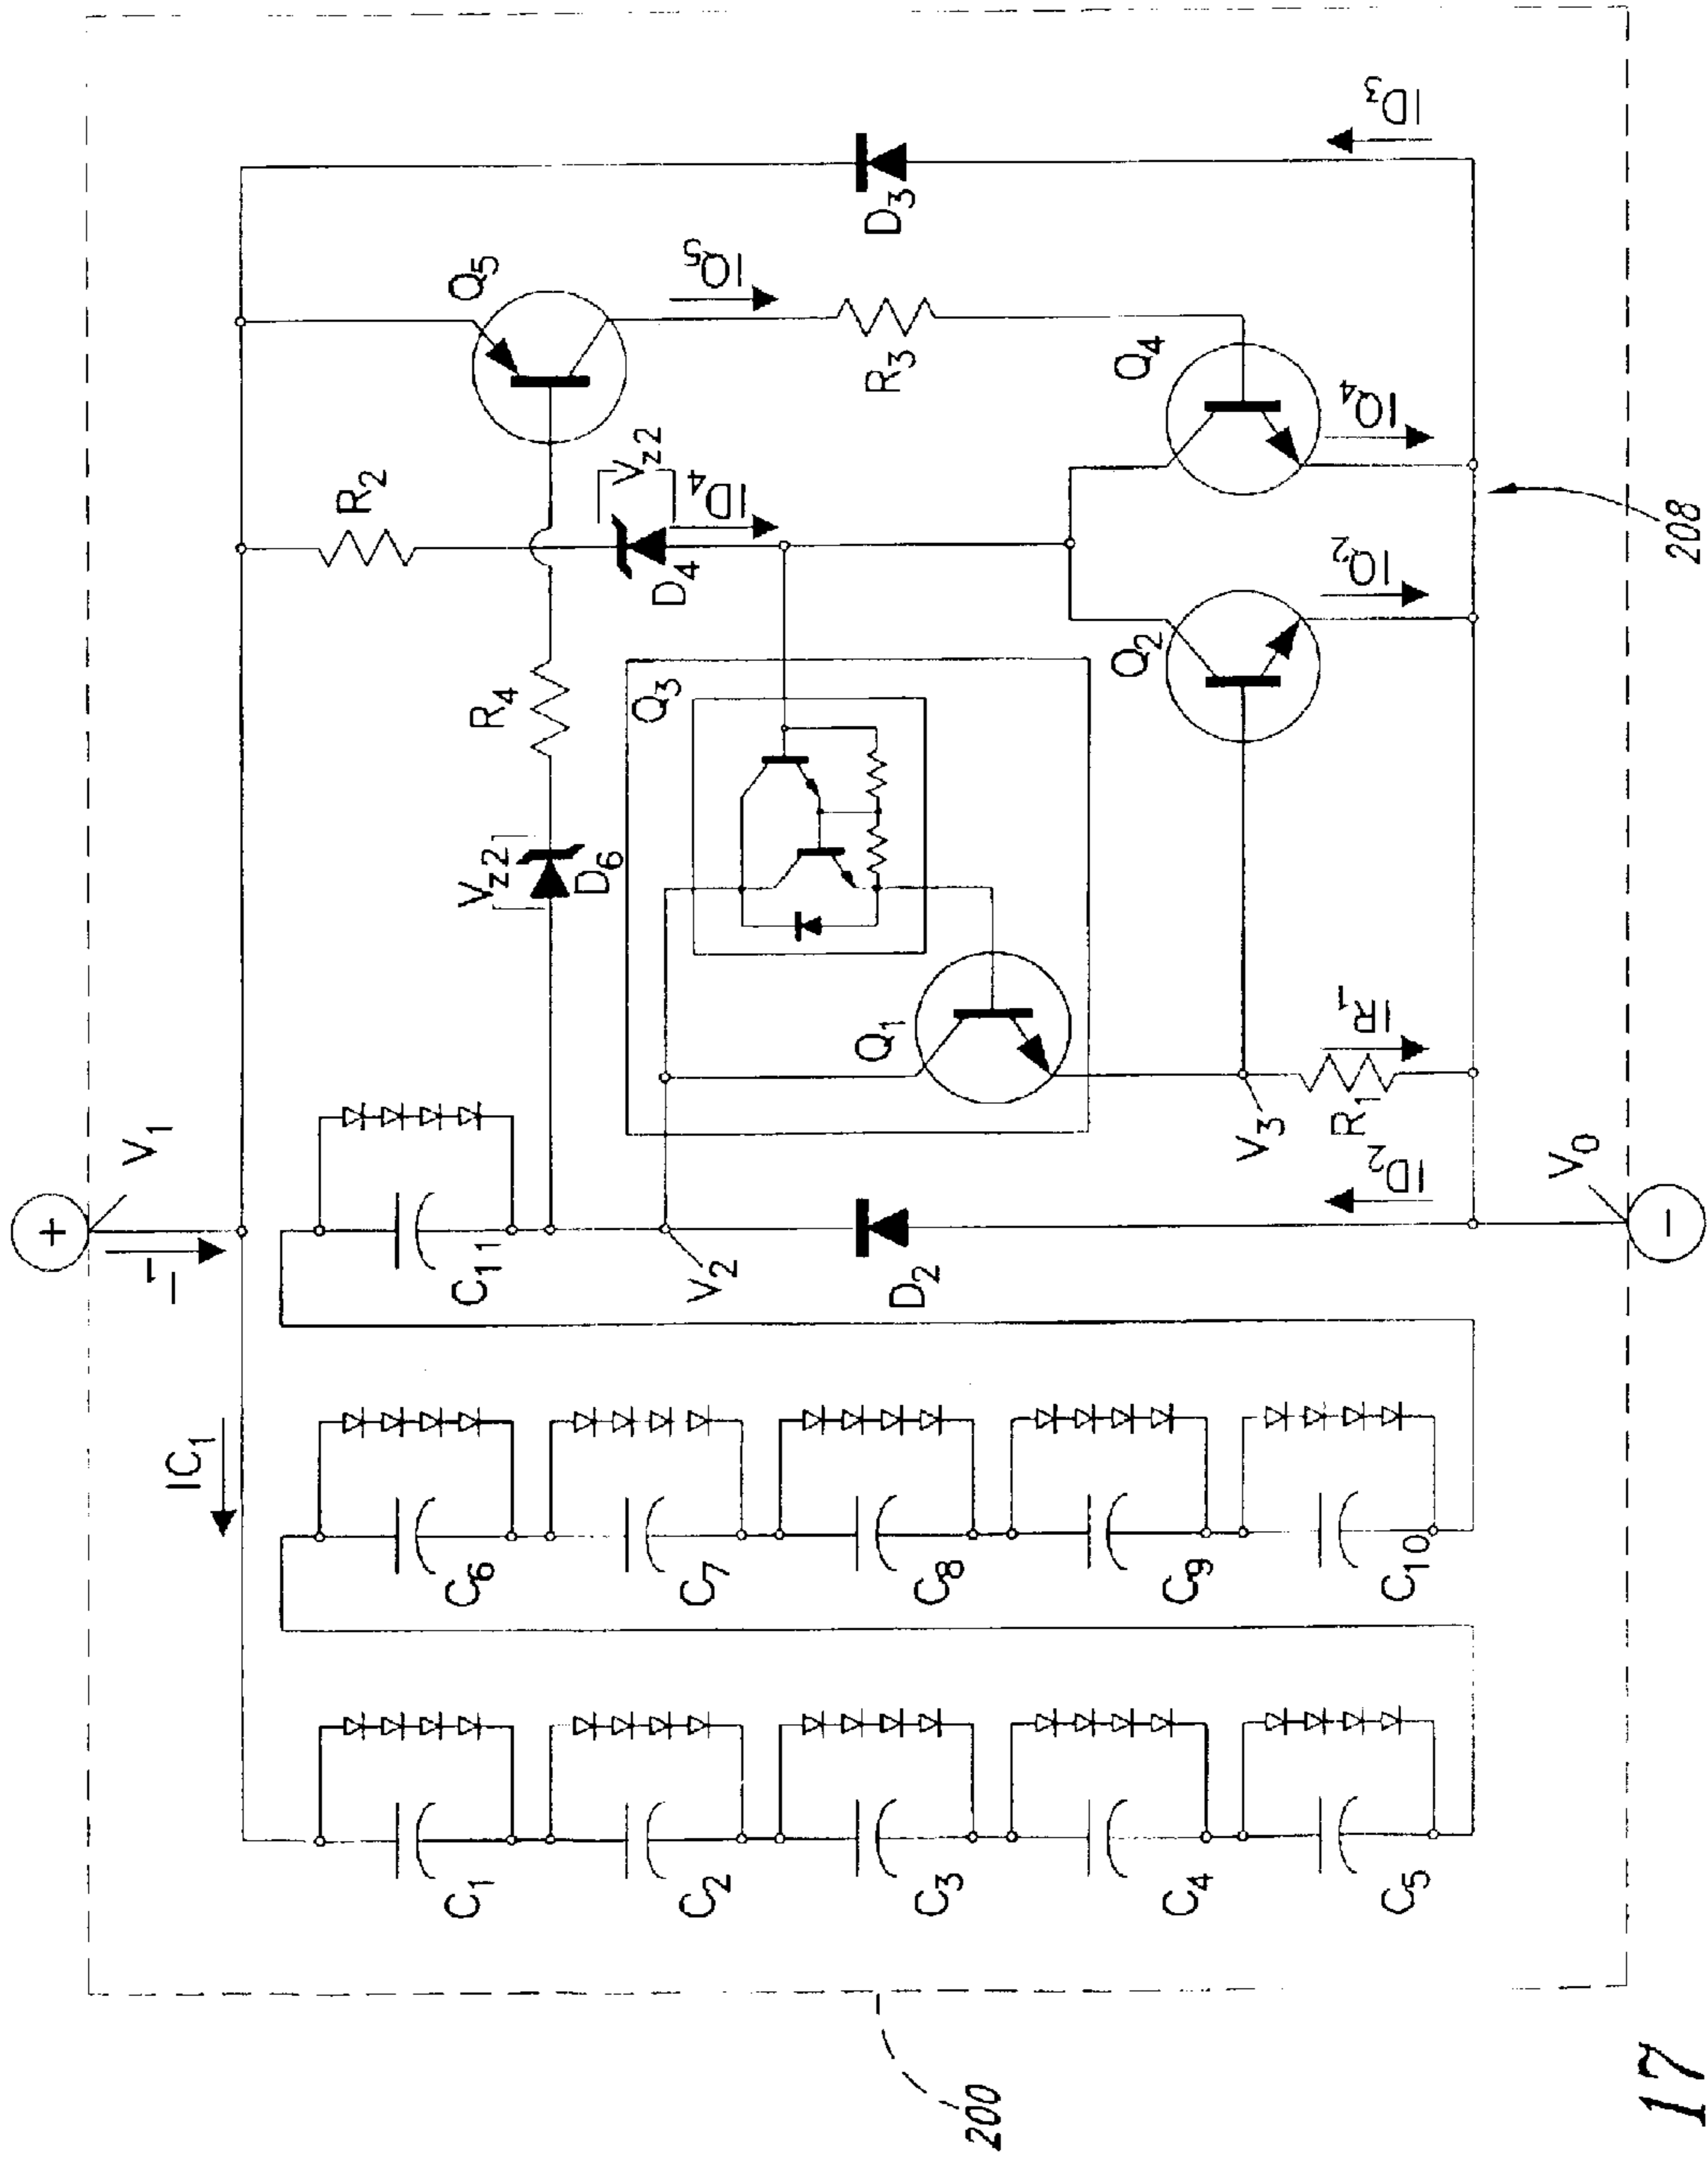 +
V1
I1
IC1
Q5
R2
R4
Vz2
D6
Vz2
ID4
D4
IQ5
R3
D3
ID3
Q3
Q1
Q4
IQ4
Q2
IQ2
208
V2
D2
ID2
V3
R1
IR1
V0
−
C11
C6
C7
C8
C9
C10
C1
C2
C3
C4
C5
200
17